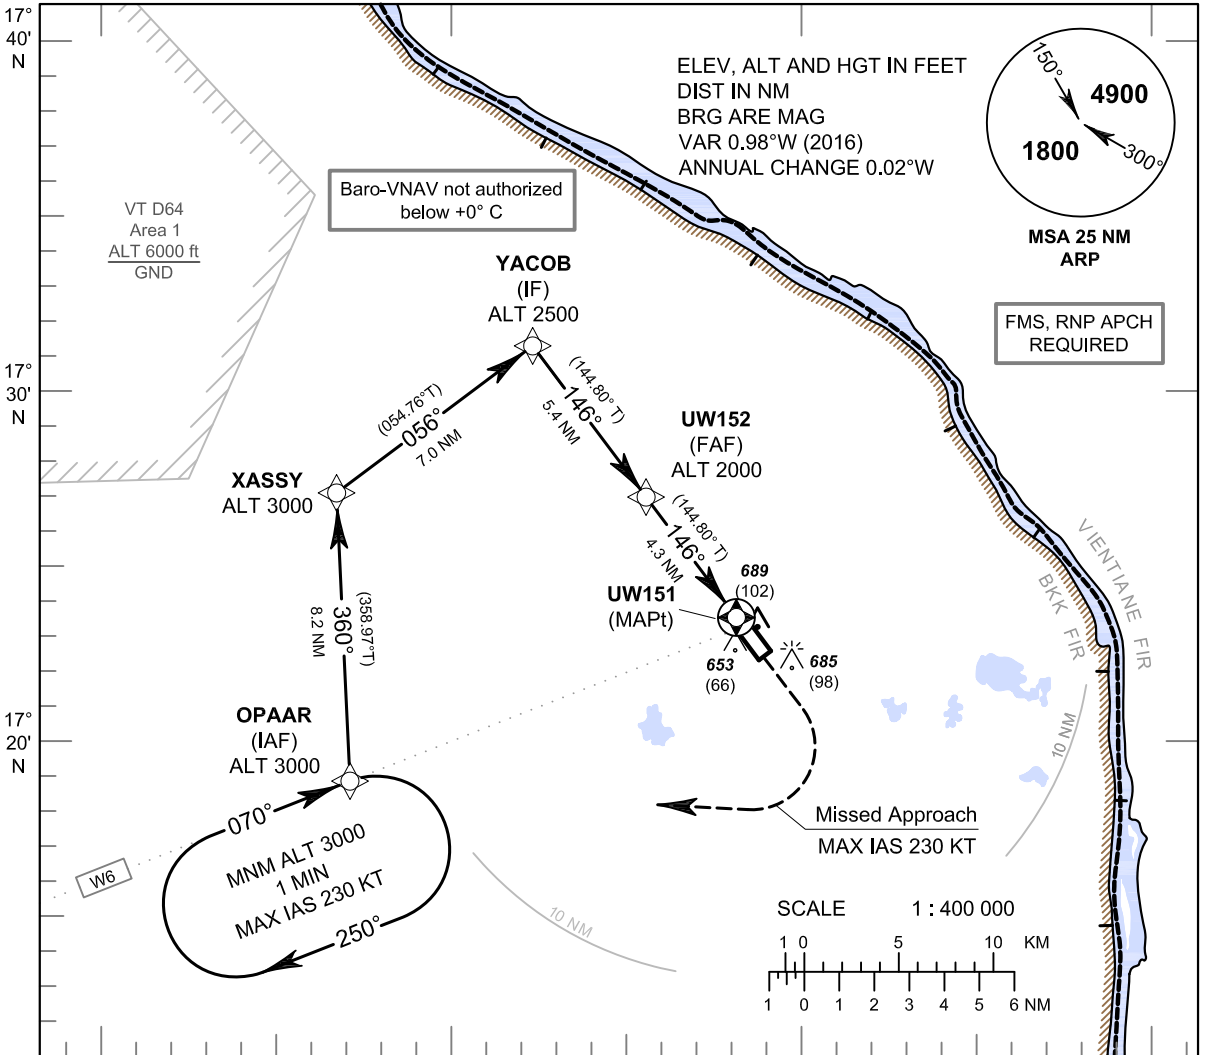 17°
40'
N
ELEV, ALT AND HGT IN FEET
DIST IN NM
BRG ARE MAG
VAR 0.98°W (2016)
ANNUAL CHANGE 0.02°W
150°
4900
1800
300°
MSA 25 NM
ARP
Baro-VNAV not authorized
below +0° C
VT D64
Area 1
ALT 6000 ft
GND
YACOB
(IF)
ALT 2500
FMS, RNP APCH
REQUIRED
17°
30'
N
(054.76°T)
056°
7.0 NM
(144.80° T)
146°
5.4 NM
UW152
(FAF)
ALT 2000
XASSY
ALT 3000
(144.80° T)
146°
4.3 NM
VIENTIANE FIR
BKK FIR
689
(102)
UW151
(MAPt)
653
(66)
685
(98)
(358.97°T)
360°
8.2 NM
17°
20'
N
OPAAR
(IAF)
ALT 3000
10 NM
070°
MNM ALT 3000
1 MIN
MAX IAS 230 KT
250°
W6
Missed Approach
MAX IAS 230 KT
10 NM
SCALE 1 : 400 000
1 0 5 10 KM
1 0 1 2 3 4 5 6 NM